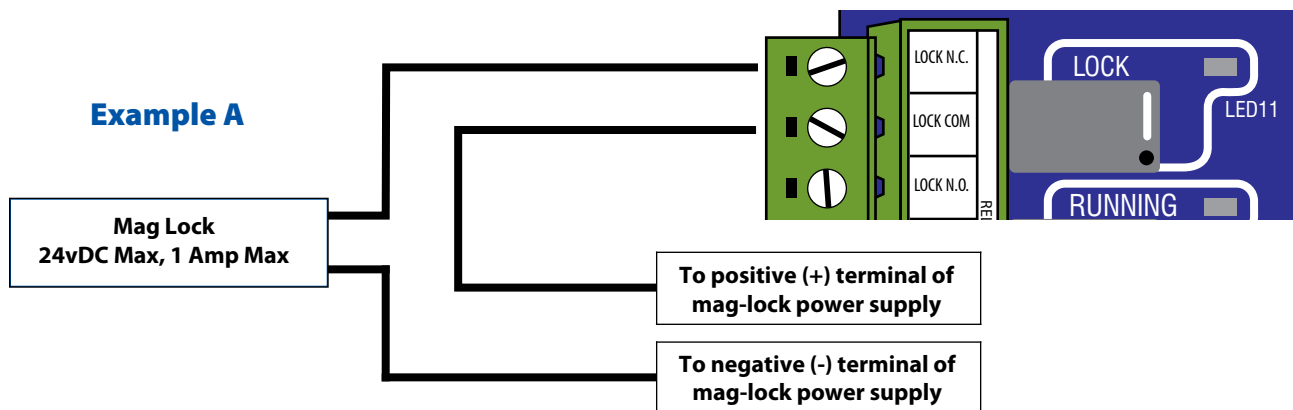 Example A
Mag Lock
24vDC Max, 1 Amp Max
LOCK N.C.
LOCK COM
LOCK N.O.
REL
LOCK
LED11
RUNNING
To positive (+) terminal of
mag-lock power supply
To negative (-) terminal of
mag-lock power supply